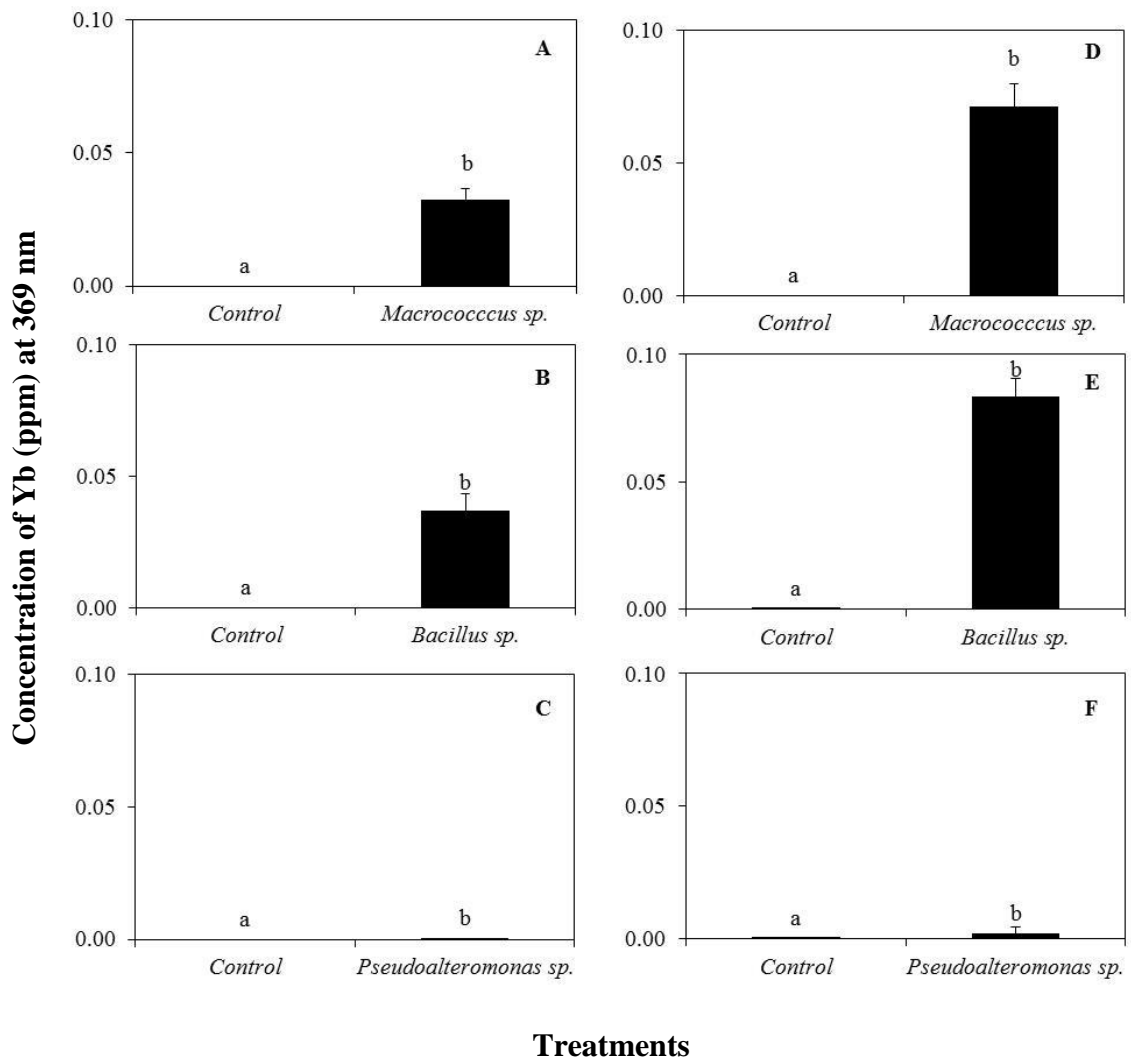 Concentration of Yb (ppm) at 369 nm
0.10
A
0.05
b
a
0.00
Control Macrococccus sp.
0.10
D
b
0.05
a
0.00
Control Macrococccus sp.
0.10
B
0.05
b
a
0.00
Control Bacillus sp.
0.10
b
E
0.05
a
0.00
Control Bacillus sp.
0.10
C
0.05
a b
0.00
Control Pseudoalteromonas sp.
0.10
F
0.05
a b
0.00
Control Pseudoalteromonas sp.
Treatments